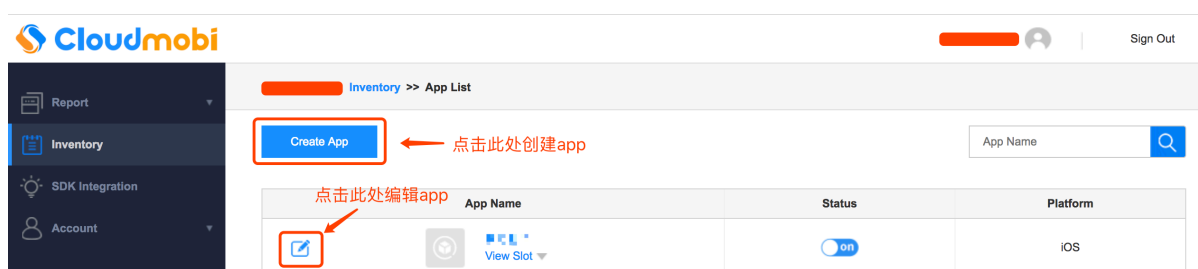 Cloudmobi
Sign Out
Report
Inventory >> App List
Inventory
Create App
点击此处创建app
App Name
SDK Integration
点击此处编辑app
App Name
Status
Platform
Account
View Slot
on
iOS